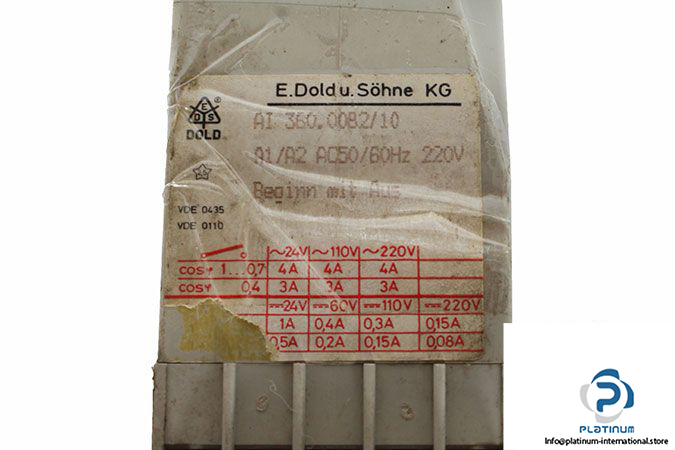 E.Dold u. Söhne KG
E
D S
DOLD
AI 360.0082/10
A1/A2 AC50/60Hz 220V
Beginn mit Aus
VDE 0435
VDE 0110
~24V ~110V ~220V
cosφ 1...0,7 4A 4A 4A
cosφ 0,4 3A 3A 3A
⎓24V ⎓60V ⎓110V ⎓220V
1A 0,4A 0,3A 0,15A
0,5A 0,2A 0,15A 0,08A
PLATINUM
info@platinum-international.store